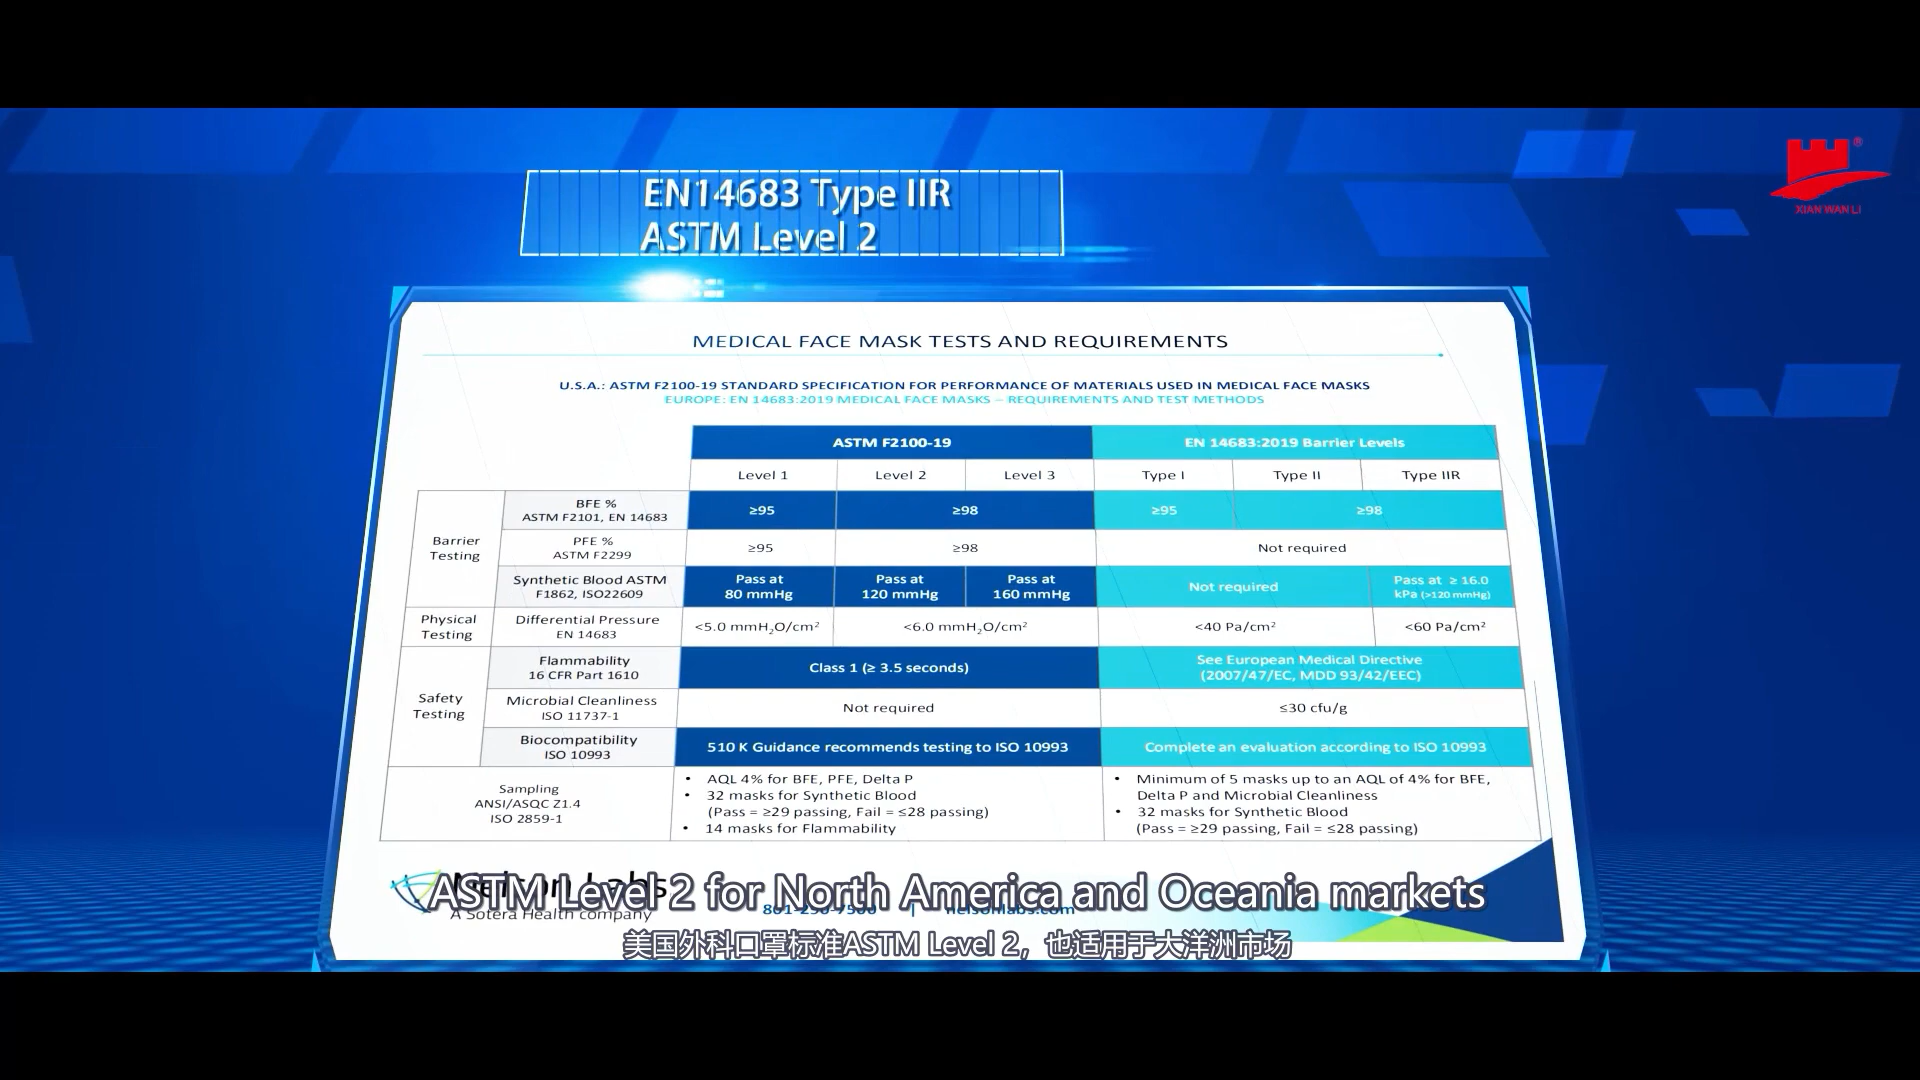 EN14683 Type IIR
ASTM Level 2
®
XIAN WAN LI
MEDICAL FACE MASK TESTS AND REQUIREMENTS
U.S.A.: ASTM F2100-19 STANDARD SPECIFICATION FOR PERFORMANCE OF MATERIALS USED IN MEDICAL FACE MASKS
EUROPE: EN 14683:2019 MEDICAL FACE MASKS – REQUIREMENTS AND TEST METHODS
ASTM F2100-19 EN 14683:2019 Barrier Levels
Level 1 Level 2 Level 3 Type I Type II Type IIR
Barrier
Testing
BFE %
ASTM F2101, EN 14683
≥95 ≥98 ≥95 ≥98
PFE %
ASTM F2299
≥95 ≥98 Not required
Synthetic Blood ASTM
F1862, ISO22609
Pass at
80 mmHg
Pass at
120 mmHg
Pass at
160 mmHg
Not required
Pass at ≥ 16.0
kPa (>120 mmHg)
Physical
Testing
Differential Pressure
EN 14683
<5.0 mmH₂O/cm² <6.0 mmH₂O/cm² <40 Pa/cm² <60 Pa/cm²
Safety
Testing
Flammability
16 CFR Part 1610
Class 1 (≥ 3.5 seconds)
See European Medical Directive
(2007/47/EC, MDD 93/42/EEC)
Microbial Cleanliness
ISO 11737-1
Not required ≤30 cfu/g
Biocompatibility
ISO 10993
510 K Guidance recommends testing to ISO 10993
Complete an evaluation according to ISO 10993
Sampling
ANSI/ASQC Z1.4
ISO 2859-1
• AQL 4% for BFE, PFE, Delta P
• 32 masks for Synthetic Blood
(Pass = ≥29 passing, Fail = ≤28 passing)
• 14 masks for Flammability
• Minimum of 5 masks up to an AQL of 4% for BFE,
Delta P and Microbial Cleanliness
• 32 masks for Synthetic Blood
(Pass = ≥29 passing, Fail = ≤28 passing)
Nelson Labs
A Sotera Health company
| nelsonlabs.com
ASTM Level 2 for North America and Oceania markets
美国外科口罩标准ASTM Level 2，也适用于大洋洲市场